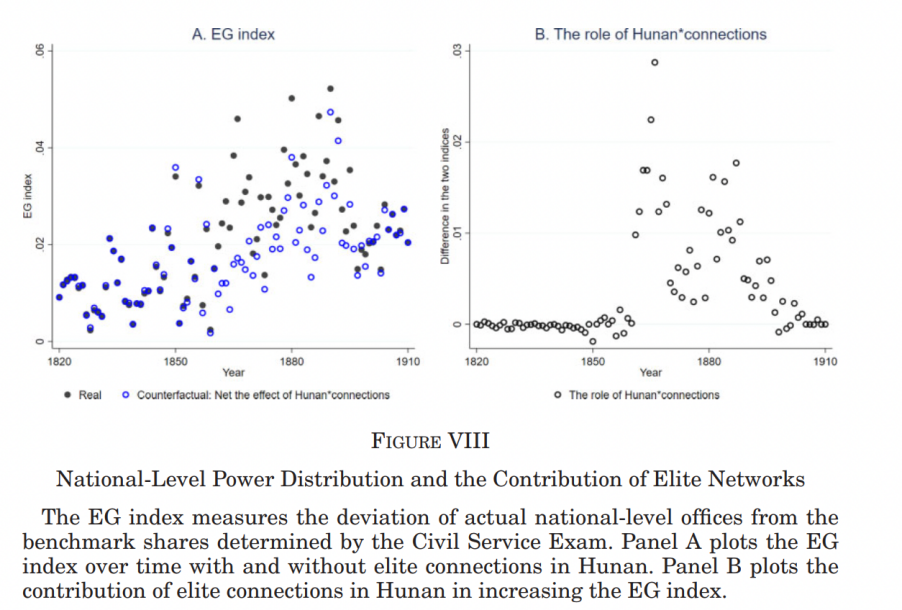 A. EG index
B. The role of Hunan*connections
.06
.04
.02
0
EG index
1820
1850
1880
1910
Year
Real
Counterfactual: Net the effect of Hunan*connections
.03
.02
.01
0
Difference in the two indices
1820
1850
1880
1910
Year
The role of Hunan*connections
FIGURE VIII
National-Level Power Distribution and the Contribution of Elite Networks
The EG index measures the deviation of actual national-level offices from the
benchmark shares determined by the Civil Service Exam. Panel A plots the EG
index over time with and without elite connections in Hunan. Panel B plots the
contribution of elite connections in Hunan in increasing the EG index.